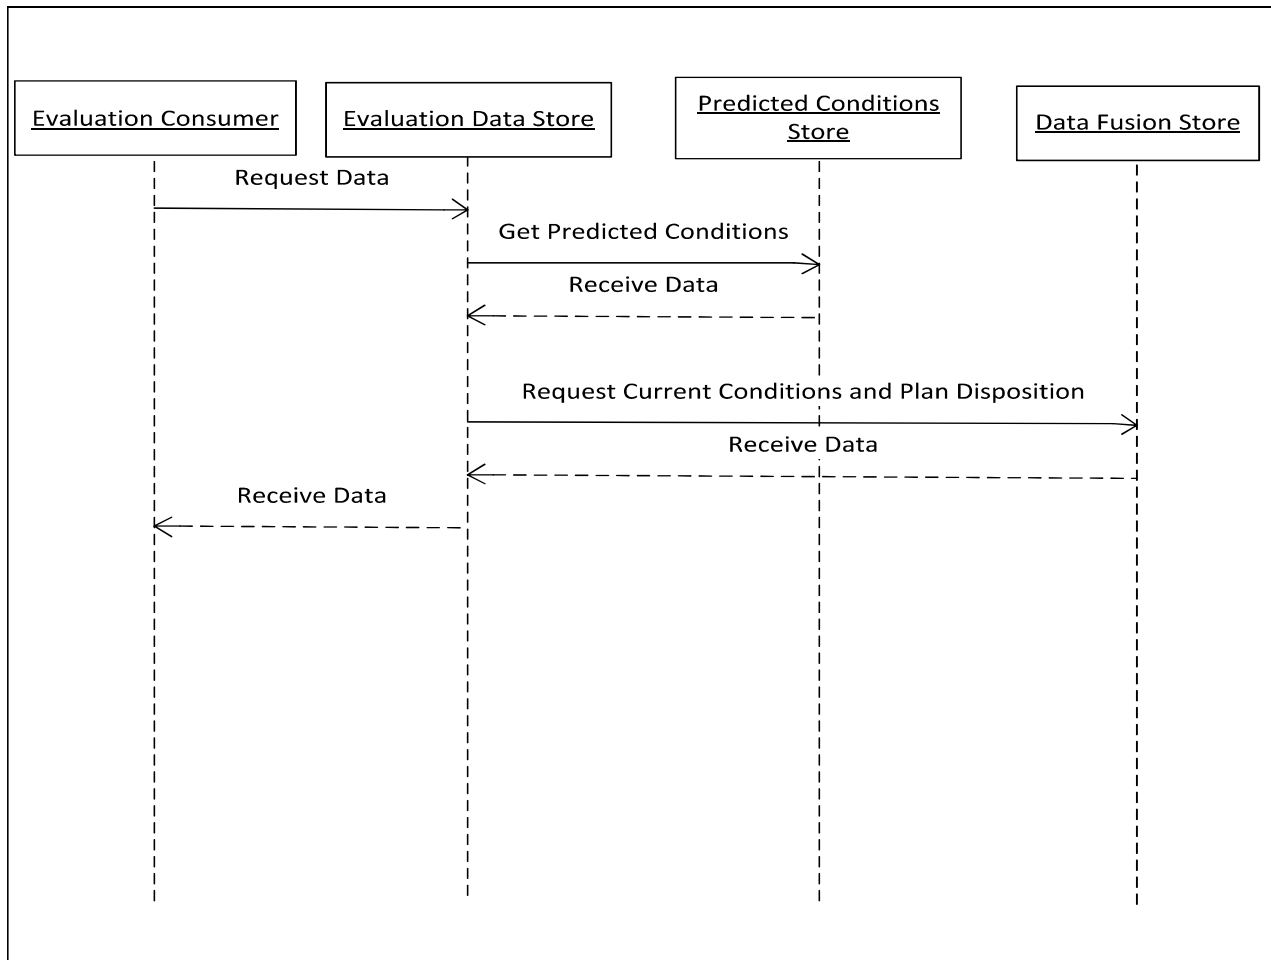 Evaluation Consumer
Evaluation Data Store
Predicted Conditions
Store
Data Fusion Store
Request Data
Get Predicted Conditions
Receive Data
Request Current Conditions and Plan Disposition
Receive Data
Receive Data